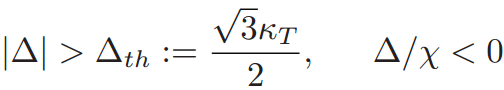 |Δ| > Δ_{th} := \frac{\sqrt{3}κ_T}{2}, Δ/χ < 0